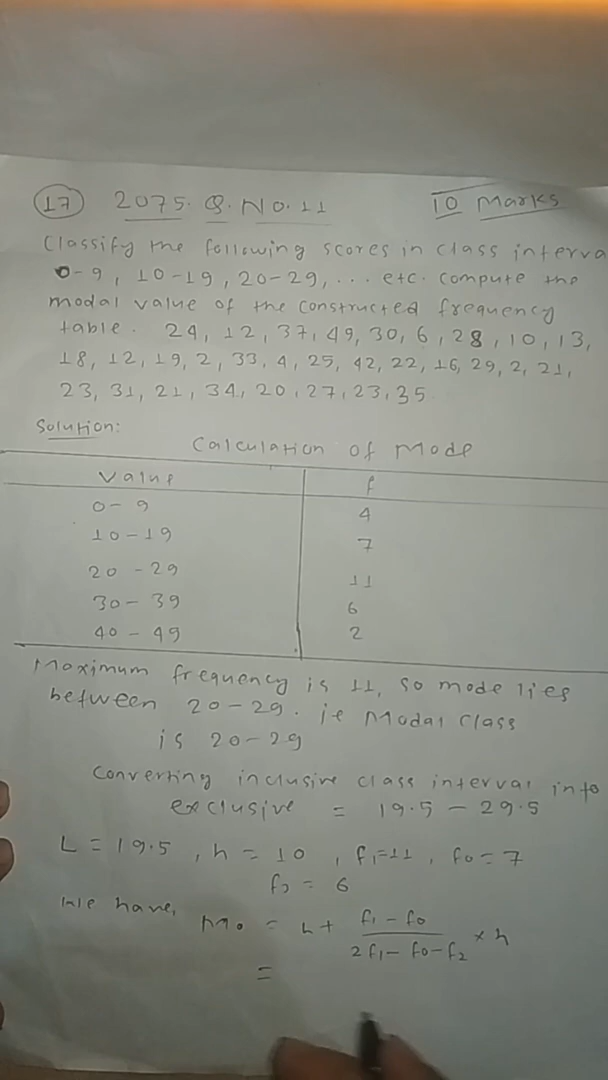 17 2075. Q. No. 11 10 Marks
Classify the following scores in class interva
0-9, 10-19, 20-29, ... etc. compute the
modal value of the constructed frequency
table. 24, 12, 37, 49, 30, 6, 28, 10, 13,
18, 12, 19, 2, 33, 4, 25, 42, 22, 16, 29, 2, 21,
23, 31, 21, 34, 20, 27, 23, 35
Solution:
Calculation of Mode
Value f
0-9 4
10-19 7
20-29 11
30-39 6
40-49 2
Maximum frequency is 11, so mode lies
between 20-29. ie Modal class
is 20-29
Converting inclusive class interval into
exclusive = 19.5-29.5
L = 19.5, h = 10, f1=11, f0=7
f2 = 6
We have,
M0 = L+ f1-f0 / 2f1-f0-f2 ×h
=